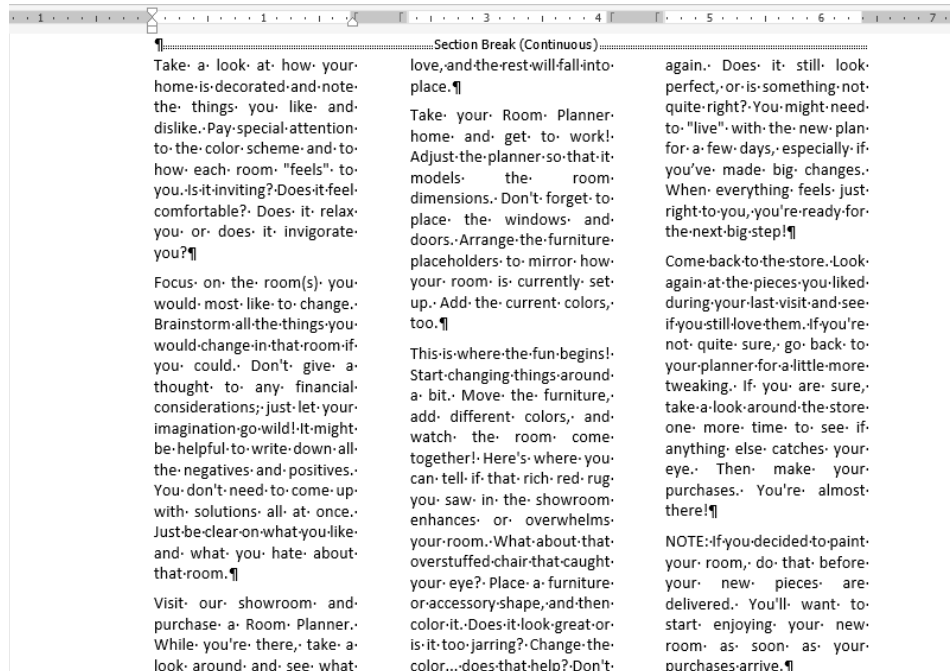 1 1 2 3 4 5 6 7
¶Section Break (Continuous)
Take a look at how your
home is decorated and note
the things you like and
dislike. Pay special attention
to the color scheme and to
how each room "feels" to
you. Is it inviting? Does it feel
comfortable? Does it relax
you or does it invigorate
you?¶
Focus on the room(s) you
would most like to change.
Brainstorm all the things you
would change in that room if
you could. Don't give a
thought to any financial
considerations; just let your
imagination go wild! It might
be helpful to write down all
the negatives and positives.
You don't need to come up
with solutions all at once.
Just be clear on what you like
and what you hate about
that room.¶
Visit our showroom and
purchase a Room Planner.
While you're there, take a
look around and see what
love, and the rest will fall into
place.¶
Take your Room Planner
home and get to work!
Adjust the planner so that it
models the room
dimensions. Don't forget to
place the windows and
doors. Arrange the furniture
placeholders to mirror how
your room is currently set
up. Add the current colors,
too.¶
This is where the fun begins!
Start changing things around
a bit. Move the furniture,
add different colors, and
watch the room come
together! Here's where you
can tell if that rich red rug
you saw in the showroom
enhances or overwhelms
your room. What about that
overstuffed chair that caught
your eye? Place a furniture
or accessory shape, and then
color it. Does it look great or
is it too jarring? Change the
color... does that help? Don't
again. Does it still look
perfect, or is something not
quite right? You might need
to "live" with the new plan
for a few days, especially if
you’ve made big changes.
When everything feels just
right to you, you're ready for
the next big step!¶
Come back to the store. Look
again at the pieces you liked
during your last visit and see
if you still love them. If you're
not quite sure, go back to
your planner for a little more
tweaking. If you are sure,
take a look around the store
one more time to see if
anything else catches your
eye. Then make your
purchases. You're almost
there!¶
NOTE: If you decided to paint
your room, do that before
your new pieces are
delivered. You'll want to
start enjoying your new
room as soon as your
purchases arrive.¶